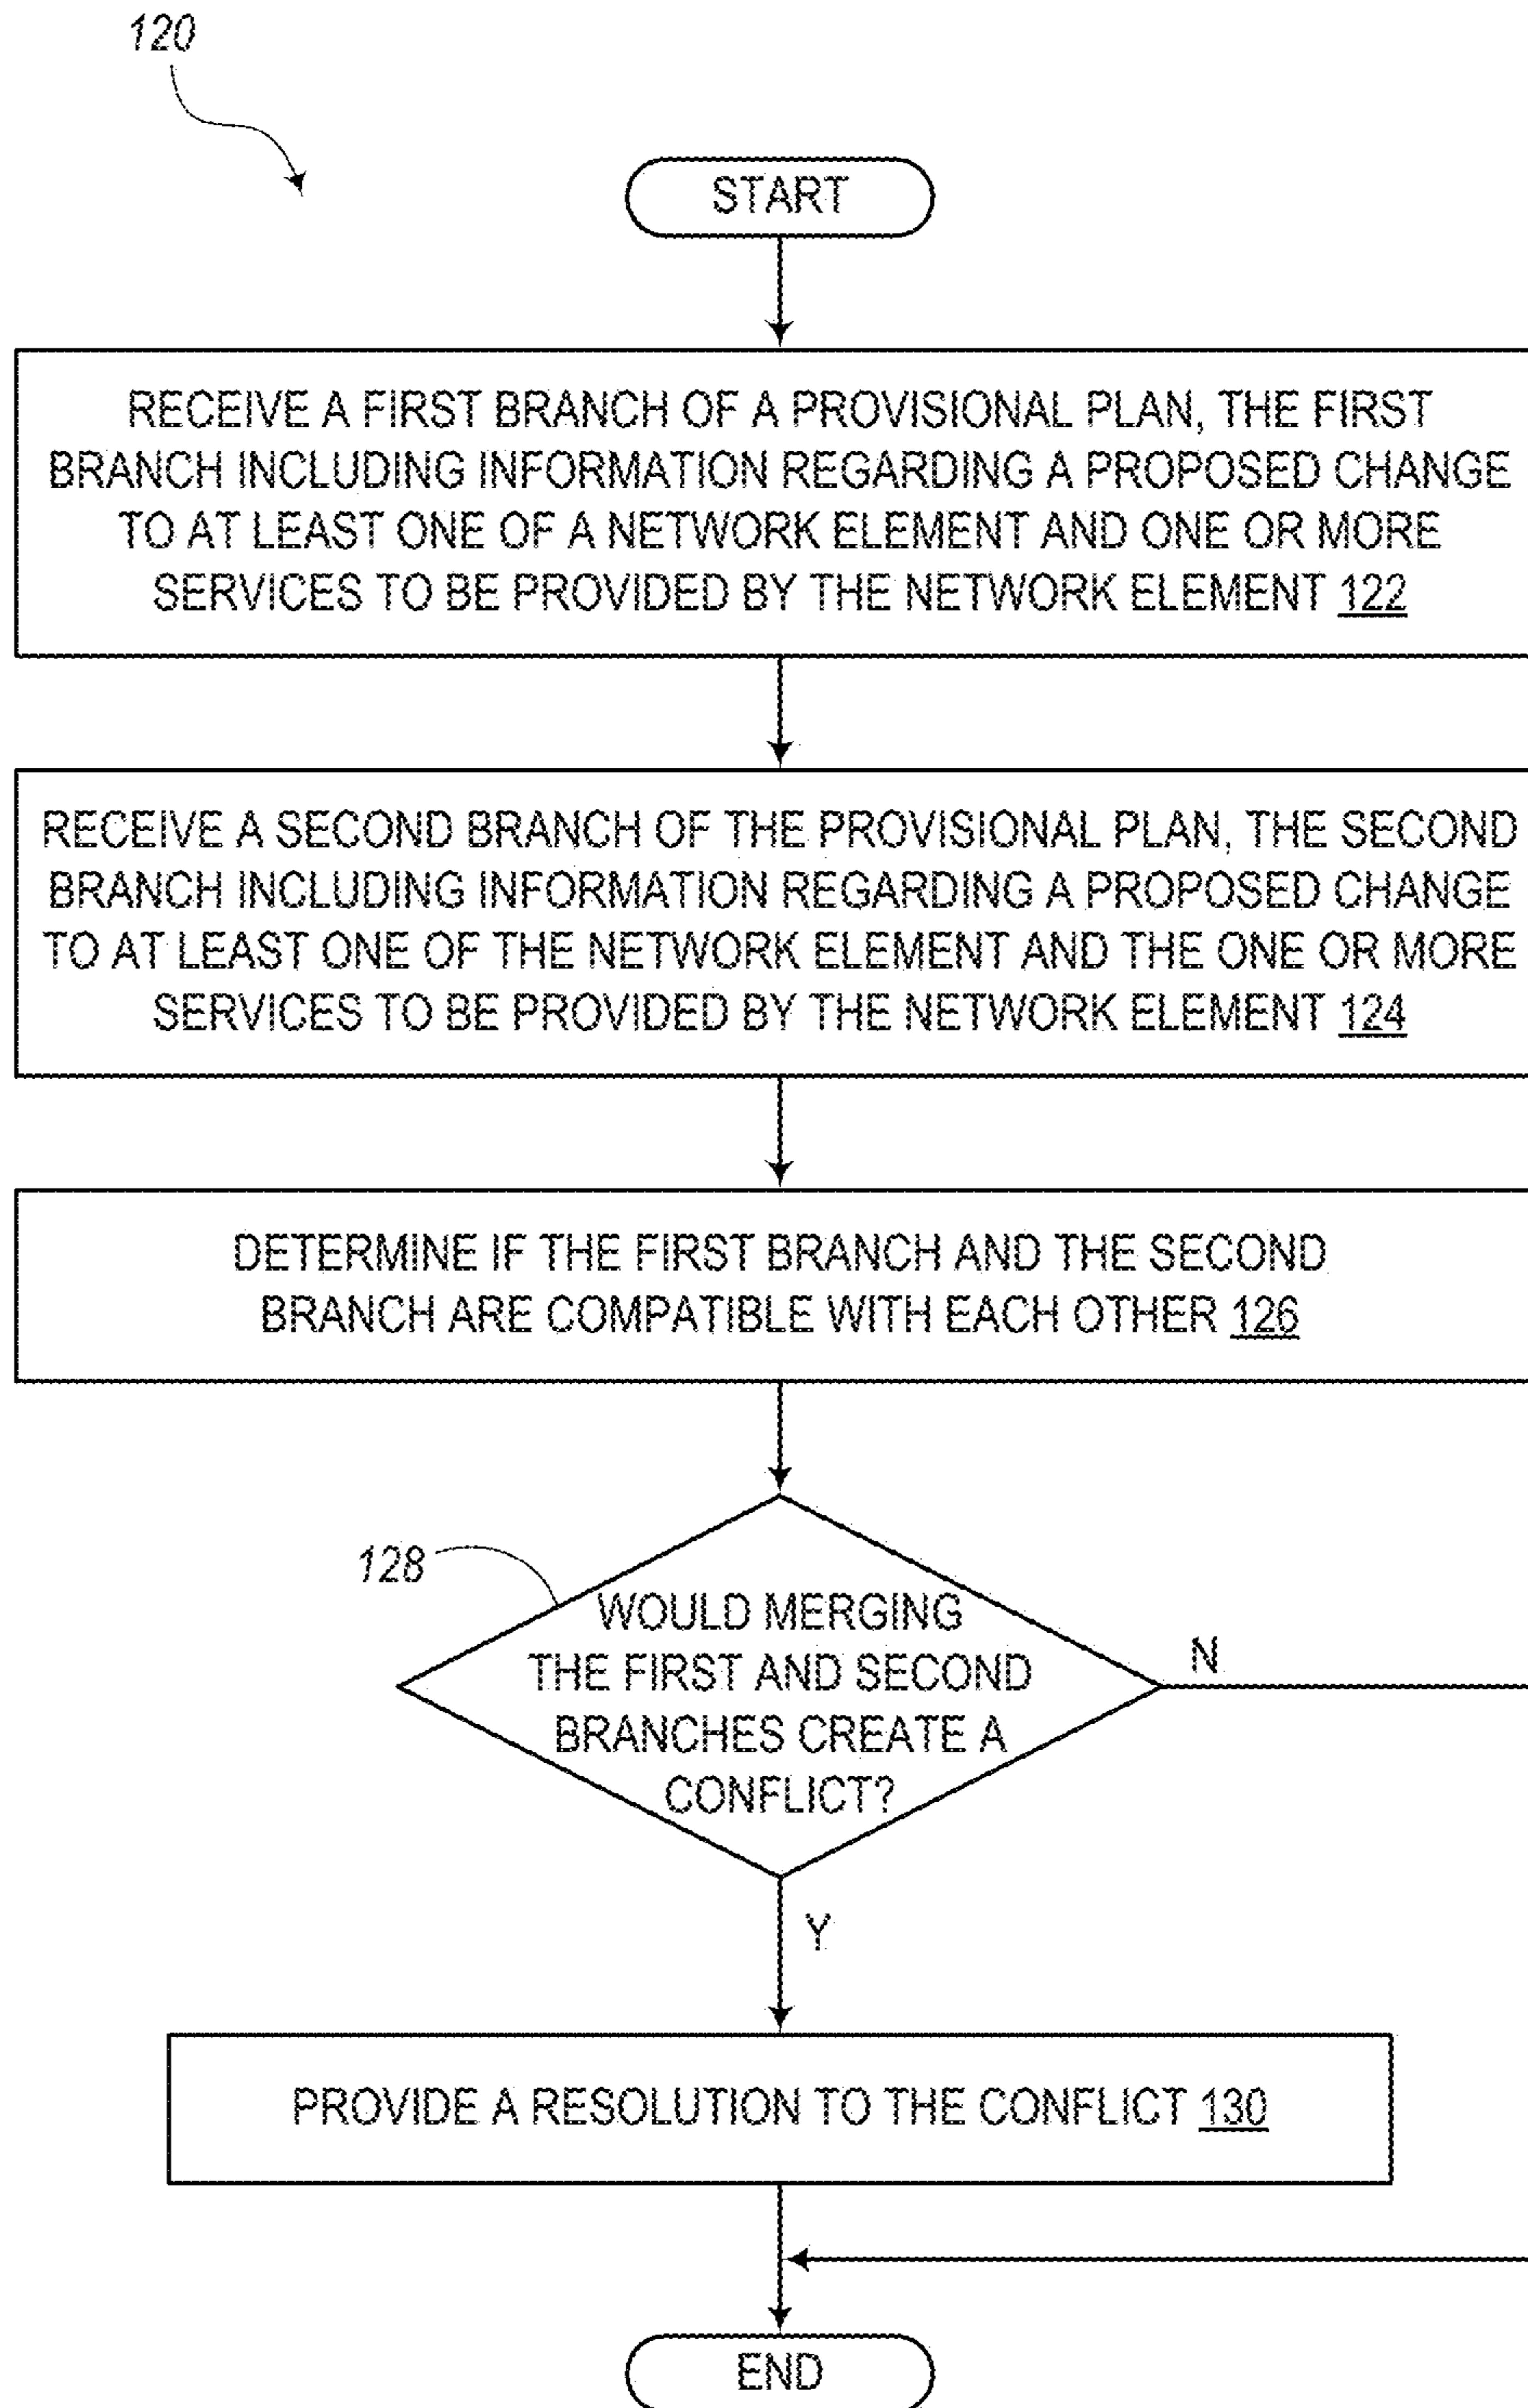 120
START
RECEIVE A FIRST BRANCH OF A PROVISIONAL PLAN, THE FIRST
BRANCH INCLUDING INFORMATION REGARDING A PROPOSED CHANGE
TO AT LEAST ONE OF A NETWORK ELEMENT AND ONE OR MORE
SERVICES TO BE PROVIDED BY THE NETWORK ELEMENT 122
RECEIVE A SECOND BRANCH OF THE PROVISIONAL PLAN, THE SECOND
BRANCH INCLUDING INFORMATION REGARDING A PROPOSED CHANGE
TO AT LEAST ONE OF THE NETWORK ELEMENT AND THE ONE OR MORE
SERVICES TO BE PROVIDED BY THE NETWORK ELEMENT 124
DETERMINE IF THE FIRST BRANCH AND THE SECOND
BRANCH ARE COMPATIBLE WITH EACH OTHER 126
128
WOULD MERGING
THE FIRST AND SECOND
BRANCHES CREATE A
CONFLICT?
N
Y
PROVIDE A RESOLUTION TO THE CONFLICT 130
END